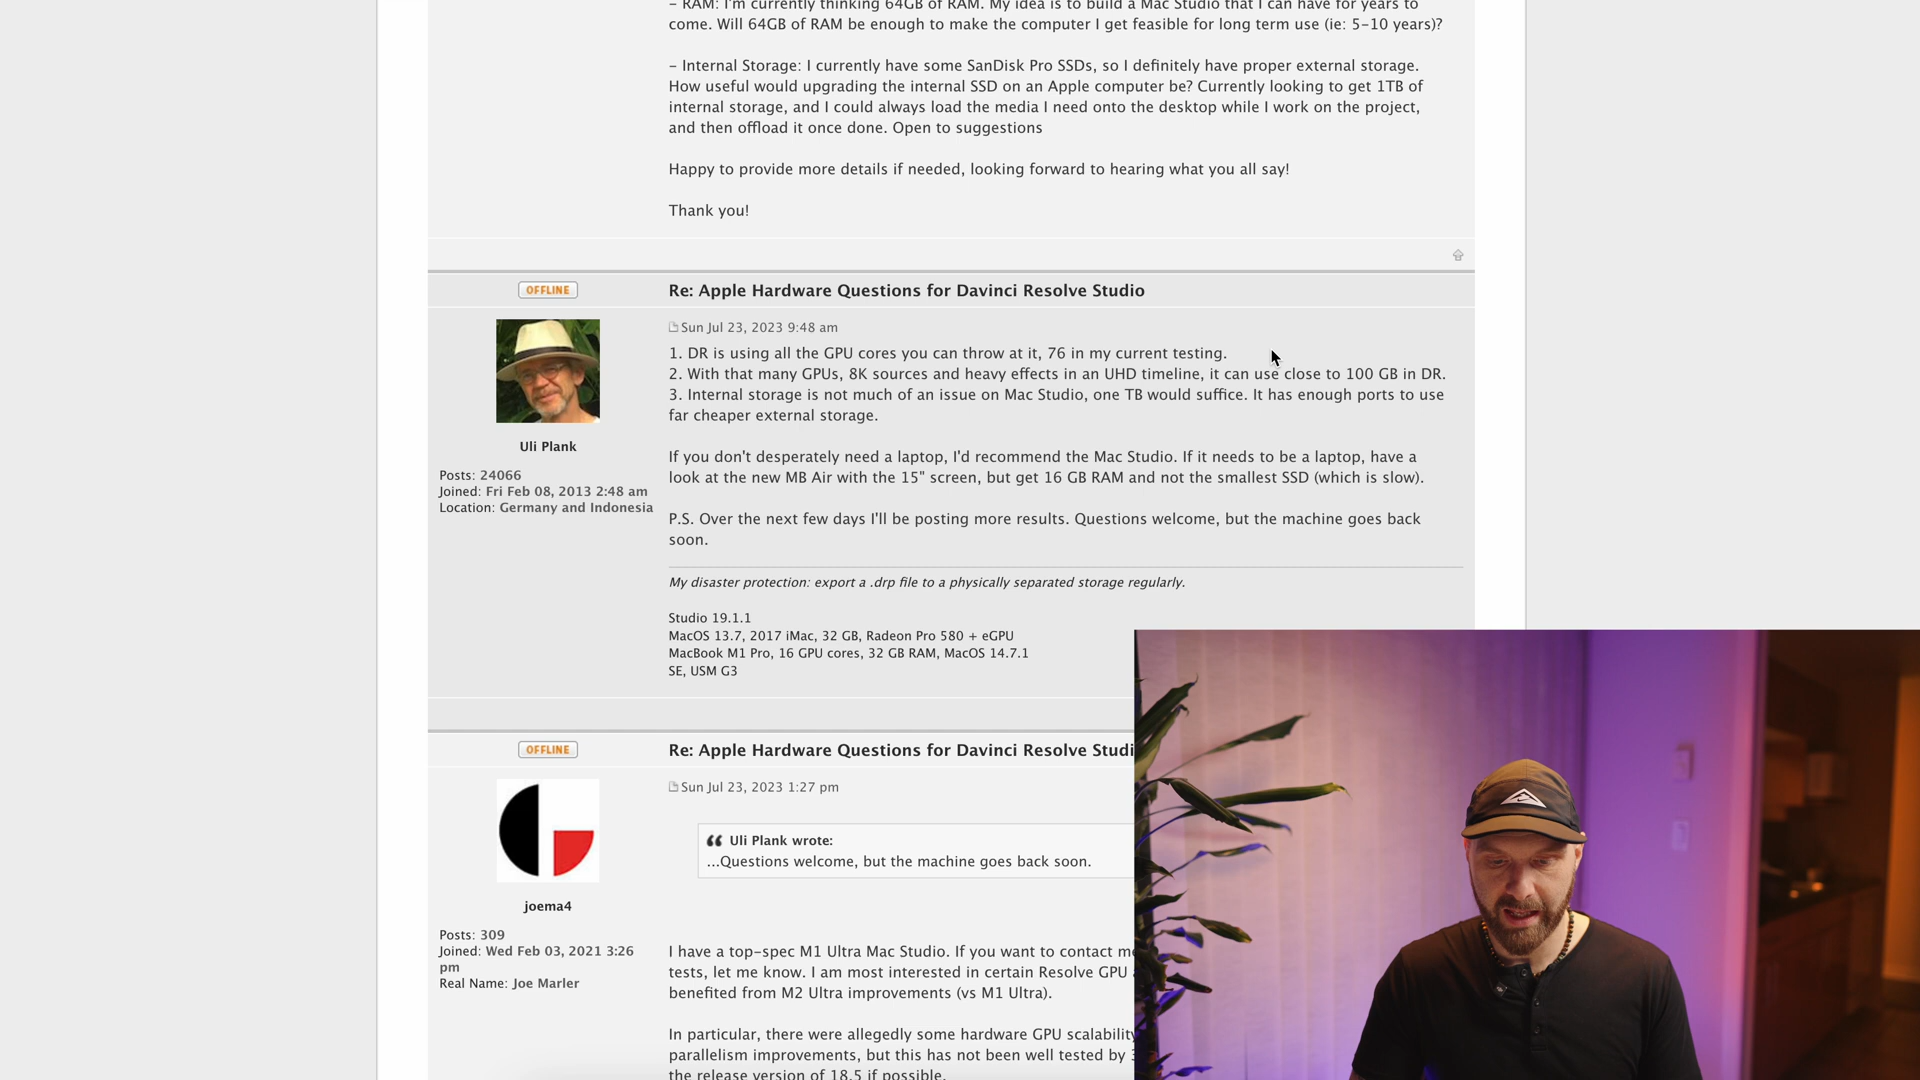 - RAM: I'm currently thinking 64GB of RAM. My idea is to build a Mac Studio that I can have for years to
come. Will 64GB of RAM be enough to make the computer I get feasible for long term use (ie: 5-10 years)?
- Internal Storage: I currently have some SanDisk Pro SSDs, so I definitely have proper external storage.
How useful would upgrading the internal SSD on an Apple computer be? Currently looking to get 1TB of
internal storage, and I could always load the media I need onto the desktop while I work on the project,
and then offload it once done. Open to suggestions
Happy to provide more details if needed, looking forward to hearing what you all say!
Thank you!
OFFLINE
Re: Apple Hardware Questions for Davinci Resolve Studio
Sun Jul 23, 2023 9:48 am
1. DR is using all the GPU cores you can throw at it, 76 in my current testing.
2. With that many GPUs, 8K sources and heavy effects in an UHD timeline, it can use close to 100 GB in DR.
3. Internal storage is not much of an issue on Mac Studio, one TB would suffice. It has enough ports to use
far cheaper external storage.
If you don't desperately need a laptop, I'd recommend the Mac Studio. If it needs to be a laptop, have a
look at the new MB Air with the 15" screen, but get 16 GB RAM and not the smallest SSD (which is slow).
P.S. Over the next few days I'll be posting more results. Questions welcome, but the machine goes back
soon.
My disaster protection: export a .drp file to a physically separated storage regularly.
Studio 19.1.1
MacOS 13.7, 2017 iMac, 32 GB, Radeon Pro 580 + eGPU
MacBook M1 Pro, 16 GPU cores, 32 GB RAM, MacOS 14.7.1
SE, USM G3
Uli Plank
Posts: 24066
Joined: Fri Feb 08, 2013 2:48 am
Location: Germany and Indonesia
OFFLINE
Re: Apple Hardware Questions for Davinci Resolve Studi
Sun Jul 23, 2023 1:27 pm
Uli Plank wrote:
...Questions welcome, but the machine goes back soon.
I have a top-spec M1 Ultra Mac Studio. If you want to contact me
tests, let me know. I am most interested in certain Resolve GPU
benefited from M2 Ultra improvements (vs M1 Ultra).
In particular, there were allegedly some hardware GPU scalability
parallelism improvements, but this has not been well tested by
the release version of 18.5 if possible.
joema4
Posts: 309
Joined: Wed Feb 03, 2021 3:26
pm
Real Name: Joe Marler